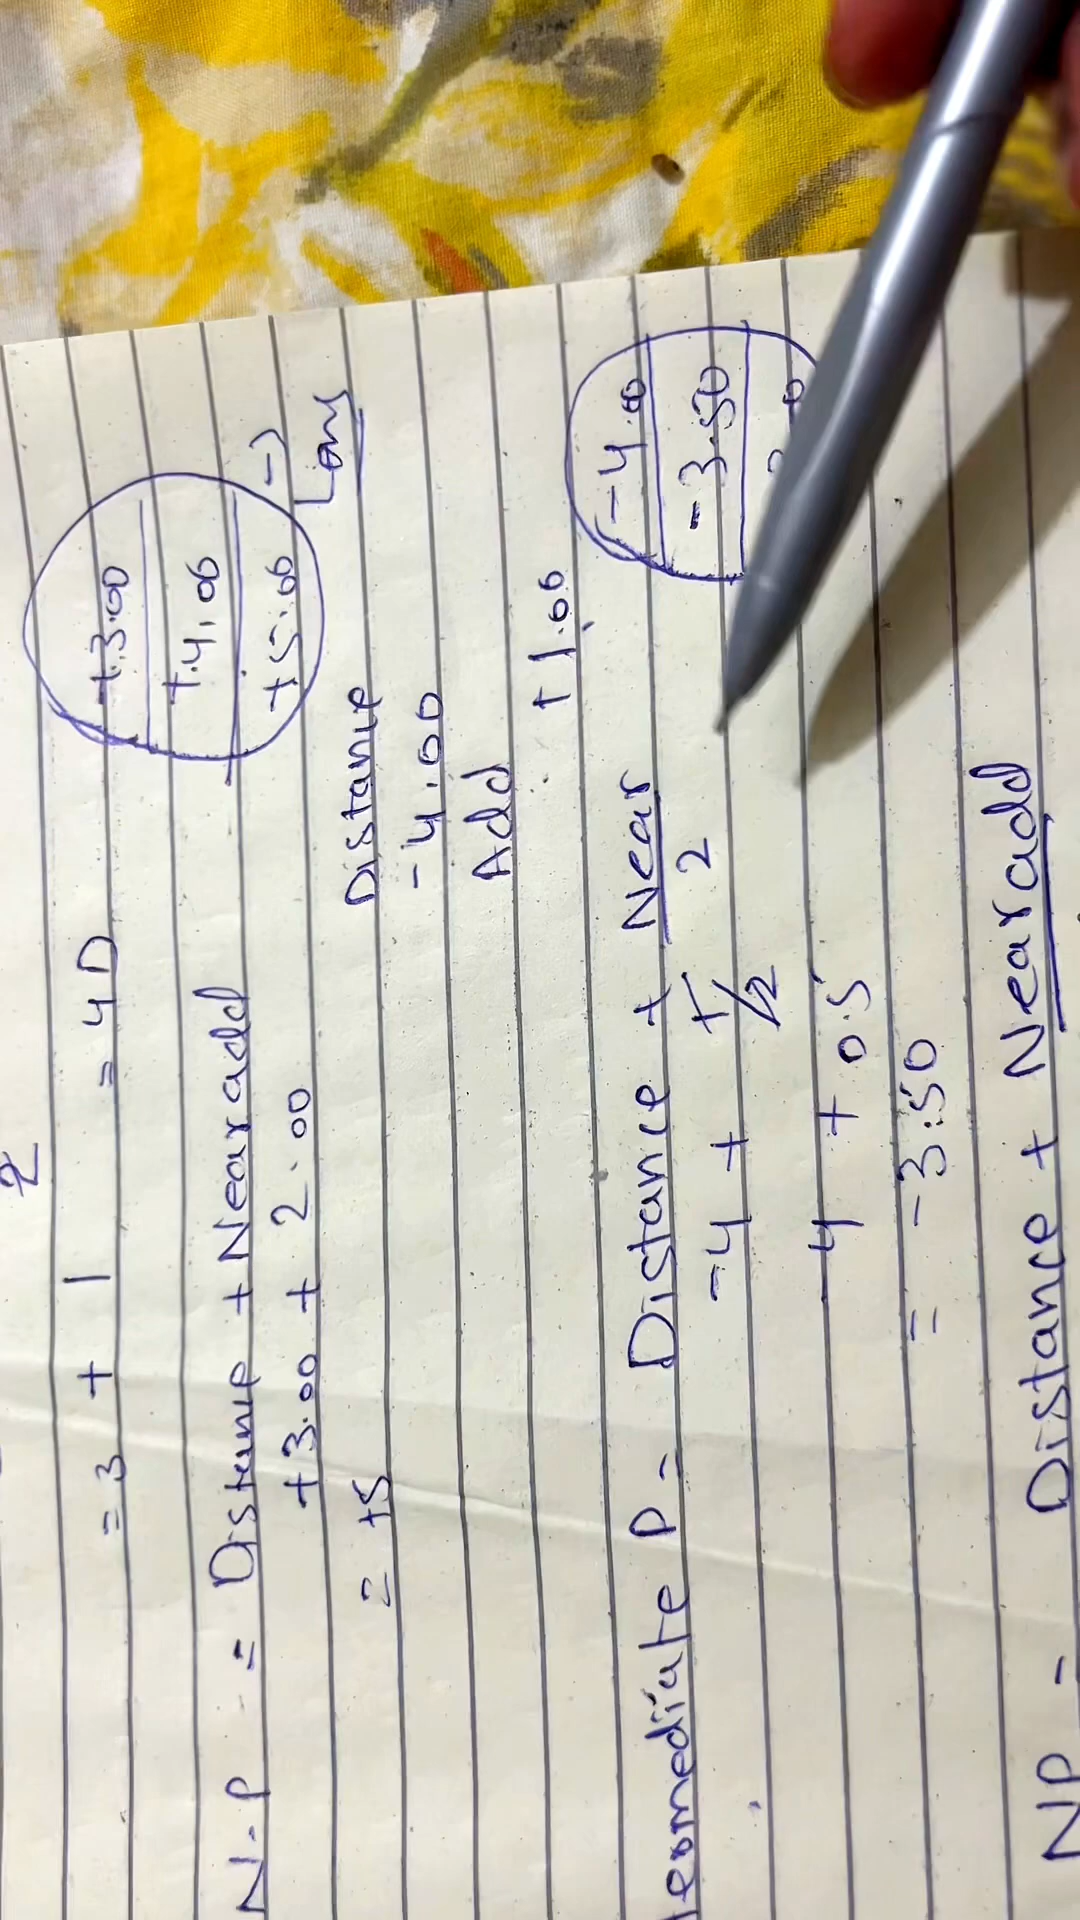 2
= 3 + 1 = 4D
+3.00
N.P = Distance + Near add
+4.00
+3.00 + 2.00
+5.00
= +5
Lens
Distance
-4.00
Add
+1.00
termediate P = Distance + Near
2
-4.00
-4 + 1/2
-3.50
-4 + 0.5
= -3.50
NP = Distance + Near add